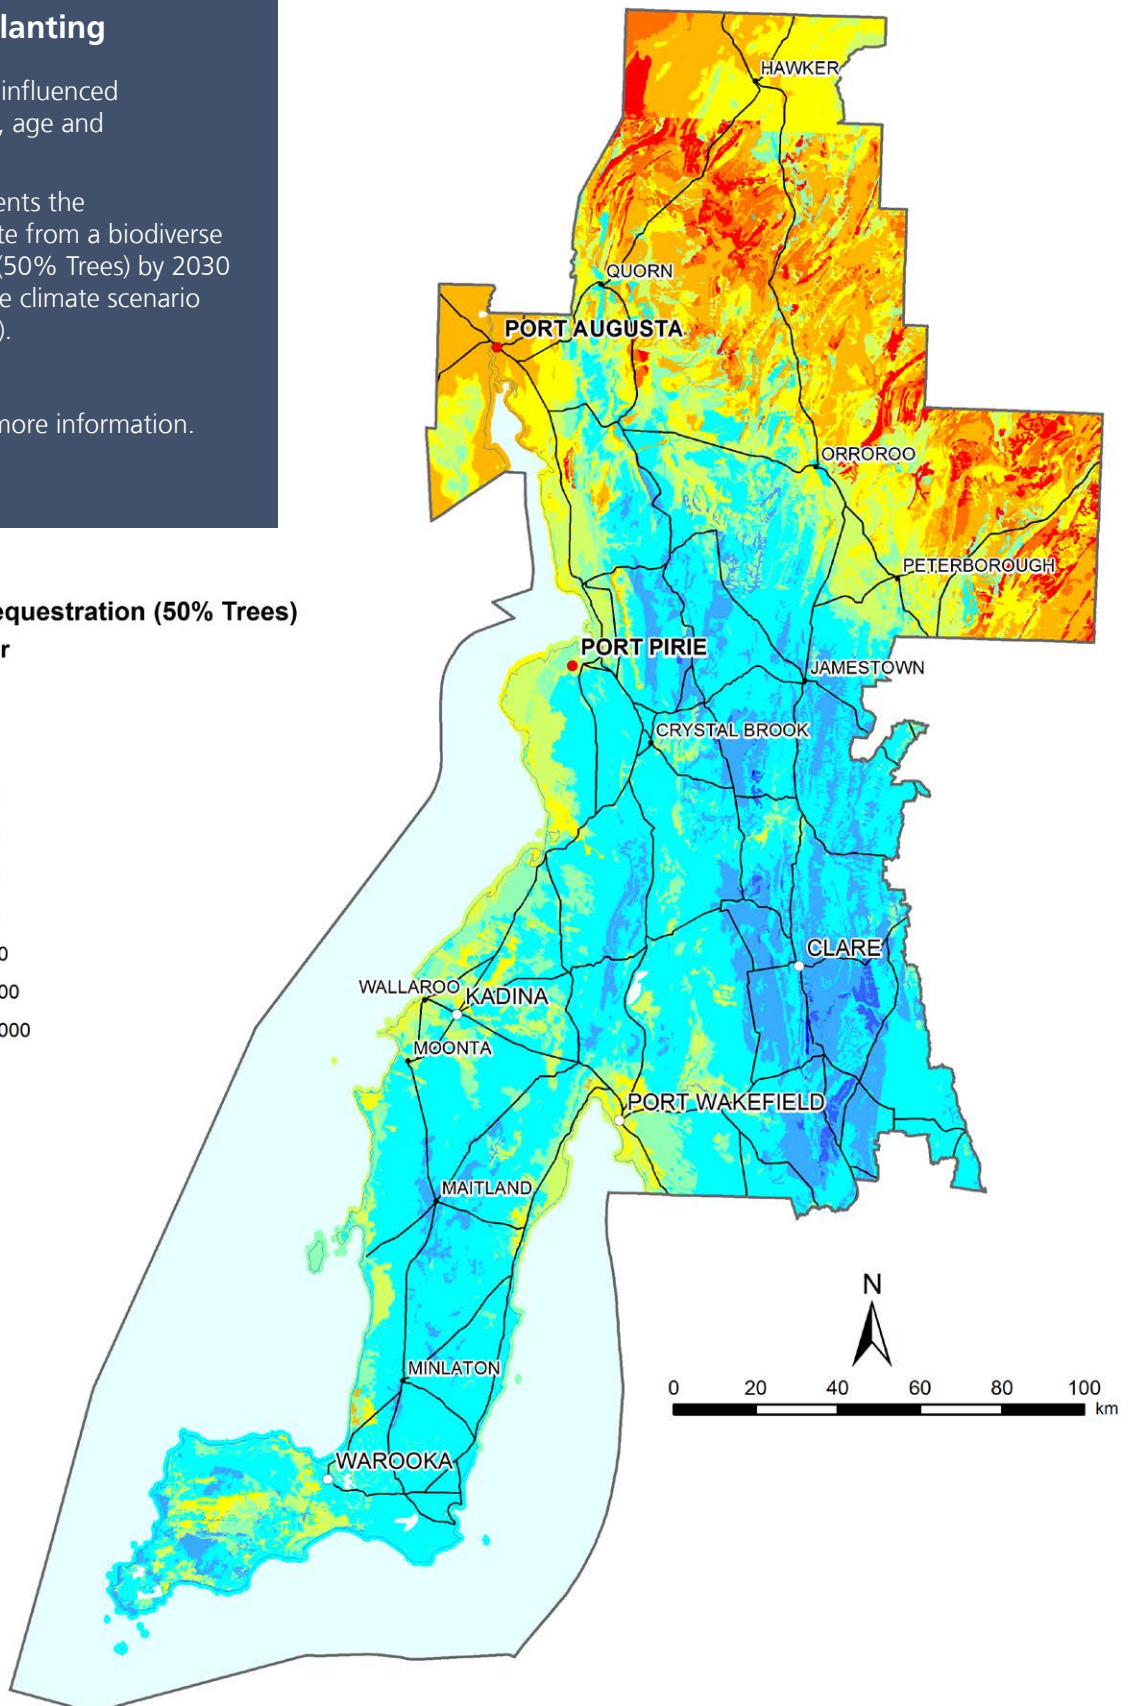 lanting
influenced
, age and
ents the
te from a biodiverse
(50% Trees) by 2030
e climate scenario
).
more information.
equestration (50% Trees)
r
0
00
000
HAWKER
QUORN
PORT AUGUSTA
ORROROO
PETERBOROUGH
PORT PIRIE
JAMESTOWN
CRYSTAL BROOK
CLARE
WALLAROO
KADINA
MOONTA
PORT WAKEFIELD
MAITLAND
MINLATON
WAROOKA
N
0 20 40 60 80 100
km